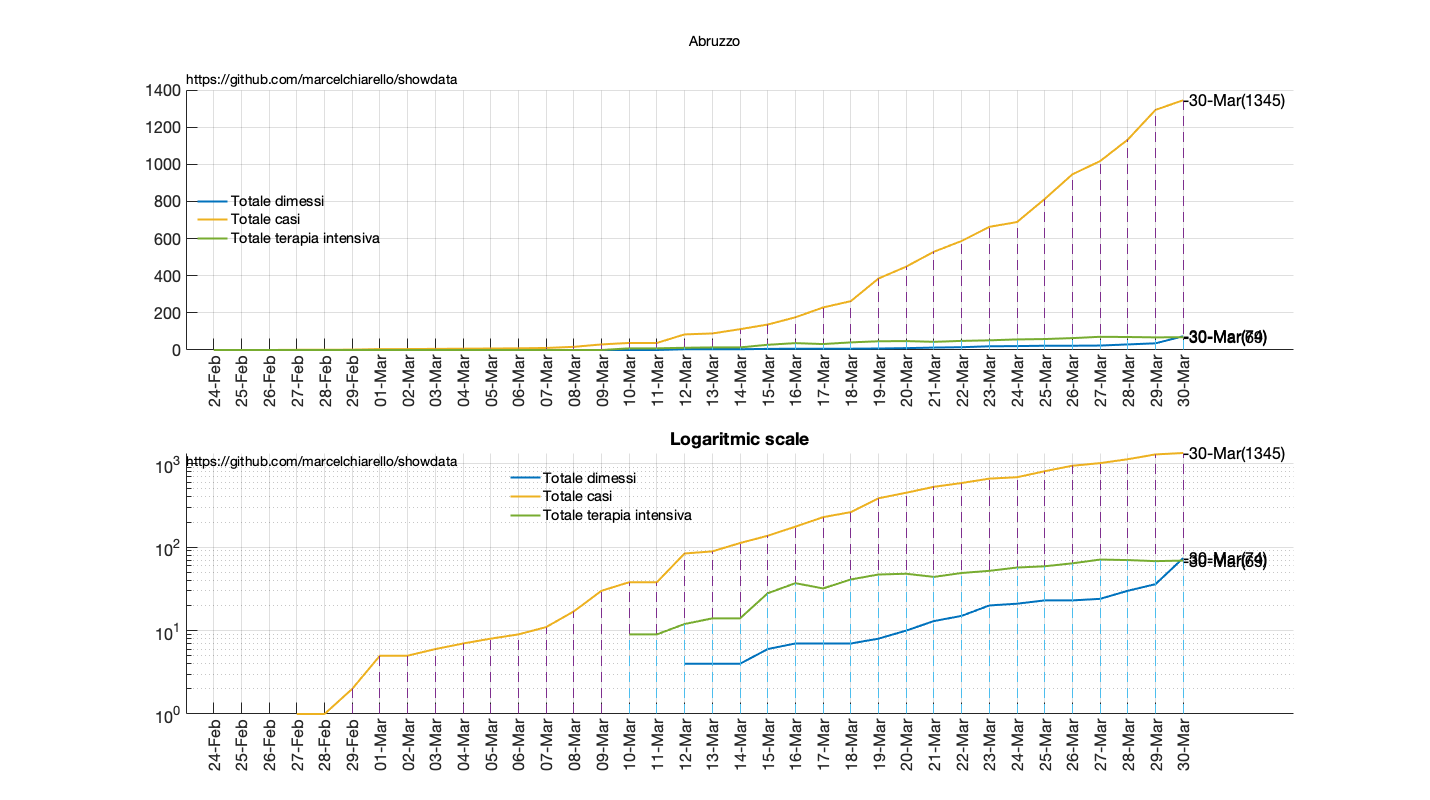 Abruzzo
https://github.com/marcelchiarello/showdata
1400
1200
1000
800
600
400
200
0
Totale dimessi
Totale casi
Totale terapia intensiva
-30-Mar(1345)
24-Feb
25-Feb
26-Feb
27-Feb
28-Feb
29-Feb
01-Mar
02-Mar
03-Mar
04-Mar
05-Mar
06-Mar
07-Mar
08-Mar
09-Mar
10-Mar
11-Mar
12-Mar
13-Mar
14-Mar
15-Mar
16-Mar
17-Mar
18-Mar
19-Mar
20-Mar
21-Mar
22-Mar
23-Mar
24-Mar
25-Mar
26-Mar
27-Mar
28-Mar
29-Mar
30-Mar
Logaritmic scale
https://github.com/marcelchiarello/showdata
10³
10²
10¹
10⁰
Totale dimessi
Totale casi
Totale terapia intensiva
-30-Mar(1345)
-30-Mar(74)
-30-Mar(69)
24-Feb
25-Feb
26-Feb
27-Feb
28-Feb
29-Feb
01-Mar
02-Mar
03-Mar
04-Mar
05-Mar
06-Mar
07-Mar
08-Mar
09-Mar
10-Mar
11-Mar
12-Mar
13-Mar
14-Mar
15-Mar
16-Mar
17-Mar
18-Mar
19-Mar
20-Mar
21-Mar
22-Mar
23-Mar
24-Mar
25-Mar
26-Mar
27-Mar
28-Mar
29-Mar
30-Mar